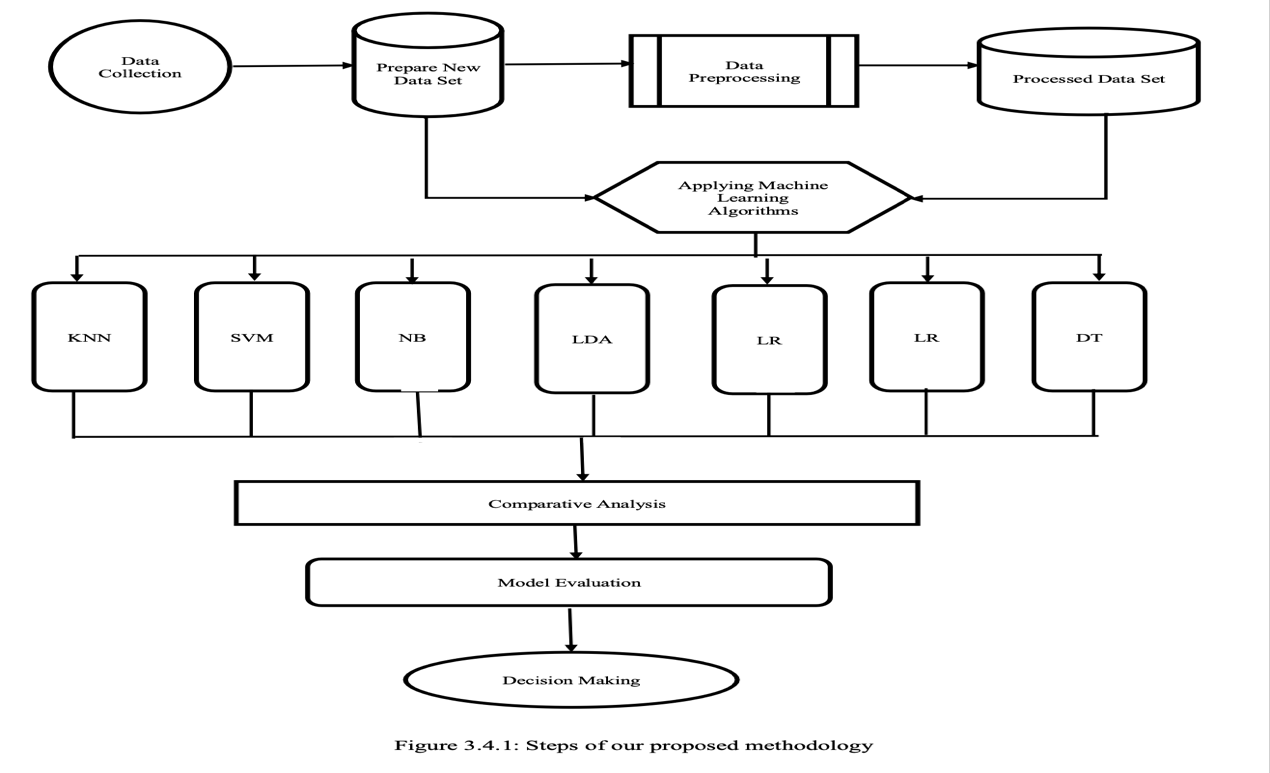 Data
Collection
Prepare New
Data Set
Data
Preprocessing
Processed Data Set
Applying Machine
Learning
Algorithms
KNN
SVM
NB
LDA
LR
LR
DT
Comparative Analysis
Model Evaluation
Decision Making
Figure 3.4.1: Steps of our proposed methodology